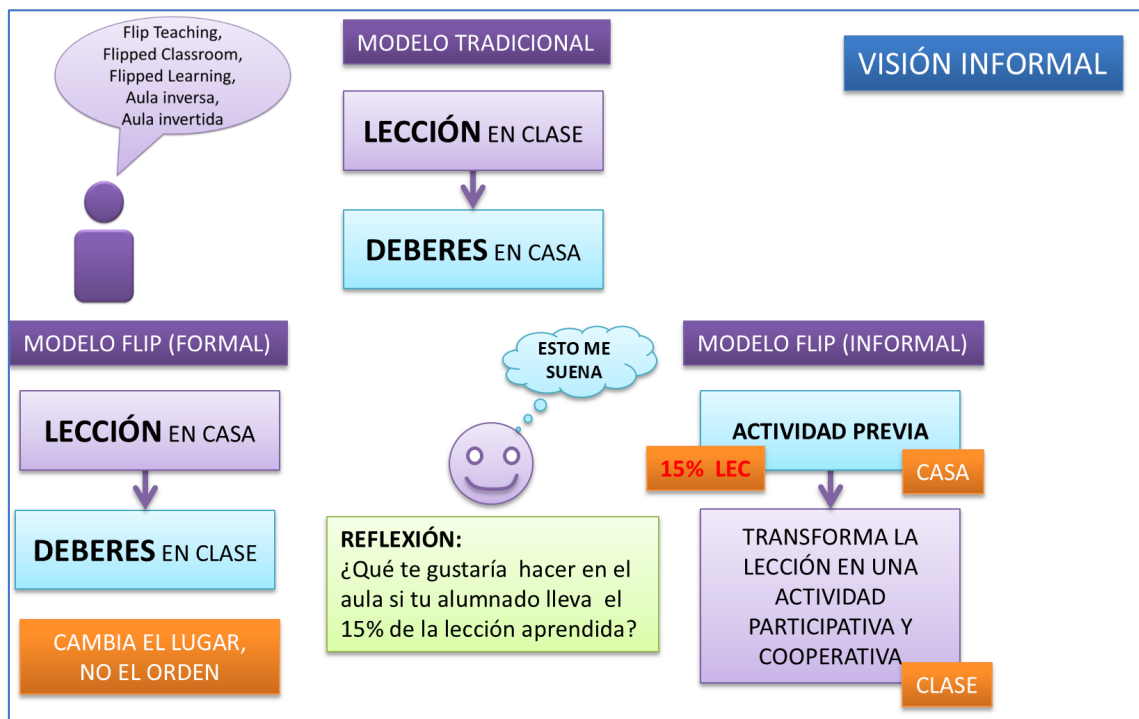 Flip Teaching,
Flipped Classroom,
Flipped Learning,
Aula inversa,
Aula invertida
MODELO TRADICIONAL
VISIÓN INFORMAL
LECCIÓN EN CLASE
DEBERES EN CASA
MODELO FLIP (FORMAL)
LECCIÓN EN CASA
DEBERES EN CLASE
CAMBIA EL LUGAR,
NO EL ORDEN
ESTO ME
SUENA
REFLEXIÓN:
¿Qué te gustaría hacer en el
aula si tu alumnado lleva el
15% de la lección aprendida?
MODELO FLIP (INFORMAL)
ACTIVIDAD PREVIA
15% LEC
CASA
TRANSFORMA LA
LECCIÓN EN UNA
ACTIVIDAD
PARTICIPATIVA Y
COOPERATIVA
CLASE